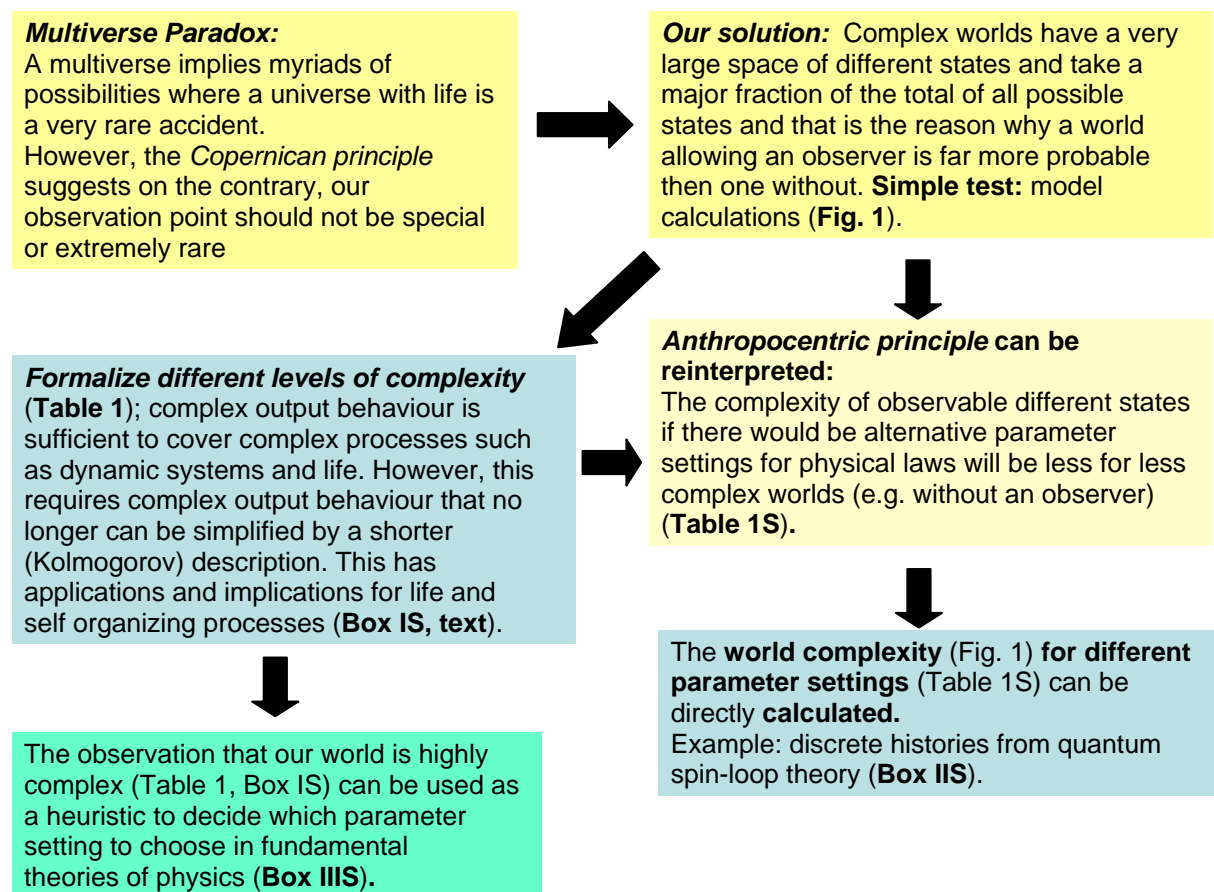 Multiverse Paradox:
A multiverse implies myriads of
possibilities where a universe with life is
a very rare accident.
However, the Copernican principle
suggests on the contrary, our
observation point should not be special
or extremely rare
Our solution: Complex worlds have a very
large space of different states and take a
major fraction of the total of all possible
states and that is the reason why a world
allowing an observer is far more probable
then one without. Simple test: model
calculations (Fig. 1).
Formalize different levels of complexity
(Table 1); complex output behaviour is
sufficient to cover complex processes such
as dynamic systems and life. However, this
requires complex output behaviour that no
longer can be simplified by a shorter
(Kolmogorov) description. This has
applications and implications for life and
self organizing processes (Box IS, text).
Anthropocentric principle can be
reinterpreted:
The complexity of observable different states
if there would be alternative parameter
settings for physical laws will be less for less
complex worlds (e.g. without an observer)
(Table 1S).
The world complexity (Fig. 1) for different
parameter settings (Table 1S) can be
directly calculated.
Example: discrete histories from quantum
spin-loop theory (Box IIS).
The observation that our world is highly
complex (Table 1, Box IS) can be used as
a heuristic to decide which parameter
setting to choose in fundamental
theories of physics (Box IIIS).